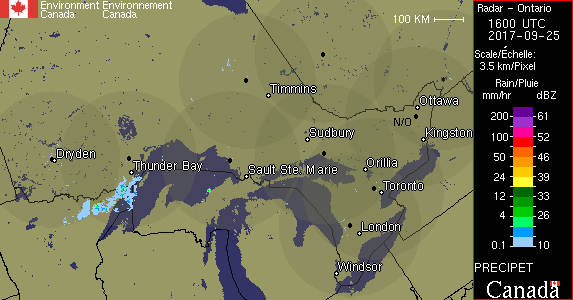 Environment Environnement
Canada Canada
100 KM
Timmins
Ottawa
N/O
Sudbury
Kingston
Dryden
Thunder Bay
Sault Ste. Marie
Orillia
Toronto
London
Windsor
Radar - Ontario
1600 UTC
2017-09-25
Scale/Échelle:
3.5 km/Pixel
Rain/Pluie
mm/hr dBZ
200 61
100 56
50 52
50 46
24 39
12 33
4 26
0.1 10
PRECIPET
Canada